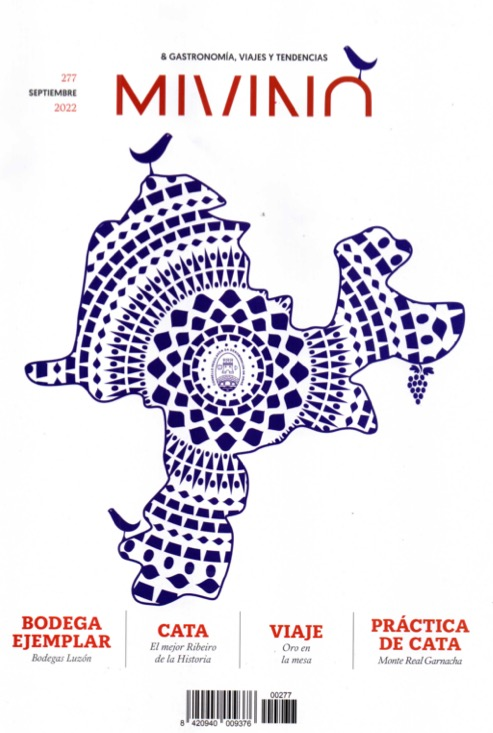 & GASTRONOMÍA, VIAJES Y TENDENCIAS
277
SEPTIEMBRE
2022
MIVINO
BODEGA
EJEMPLAR
Bodegas Luzón
CATA
El mejor Ribeiro
de la Historia
VIAJE
Oro en
la mesa
PRÁCTICA
DE CATA
Monte Real Garnacha
00277
8 420940 009376